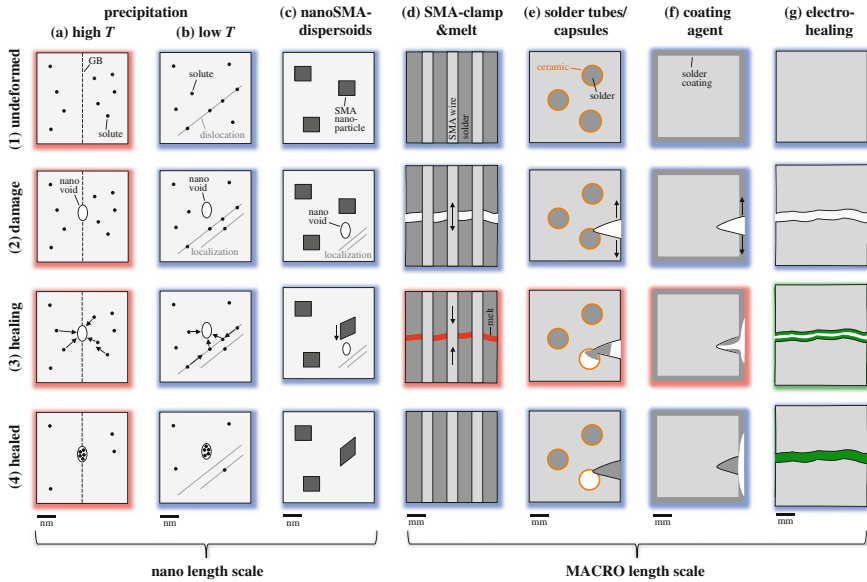 precipitation
(a) high T
(b) low T
(c) nanoSMA-
dispersoids
(d) SMA-clamp
&melt
(e) solder tubes/
capsules
(f) coating
agent
(g) electro-
healing
(1) undeformed
GB
solute
solute
dislocation
SMA
nano-
particle
SMA wire
solder
ceramic
solder
solder
coating
(2) damage
nano
void
nano
void
localization
nano
void
localization
(3) healing
melt
(4) healed
nm
nm
nm
mm
mm
mm
mm
nano length scale
MACRO length scale